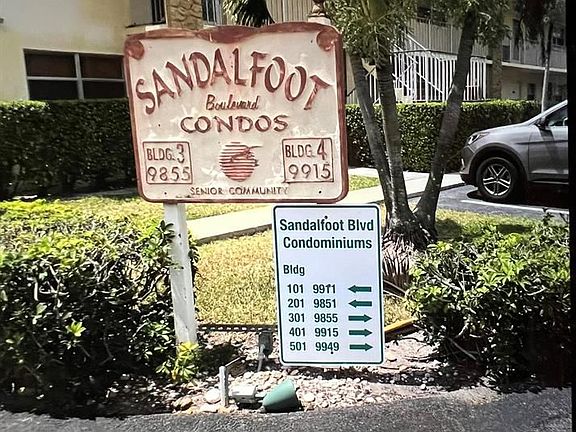 SANDALFOOT
Boulevard
CONDOS
BLDG. 3
9855
BLDG. 4
9915
SENIOR COMMUNITY
Sandalfoot Blvd
Condominiums
Bldg
101 9911 ←
201 9851 ←
301 9855 →
401 9915 →
501 9949 →